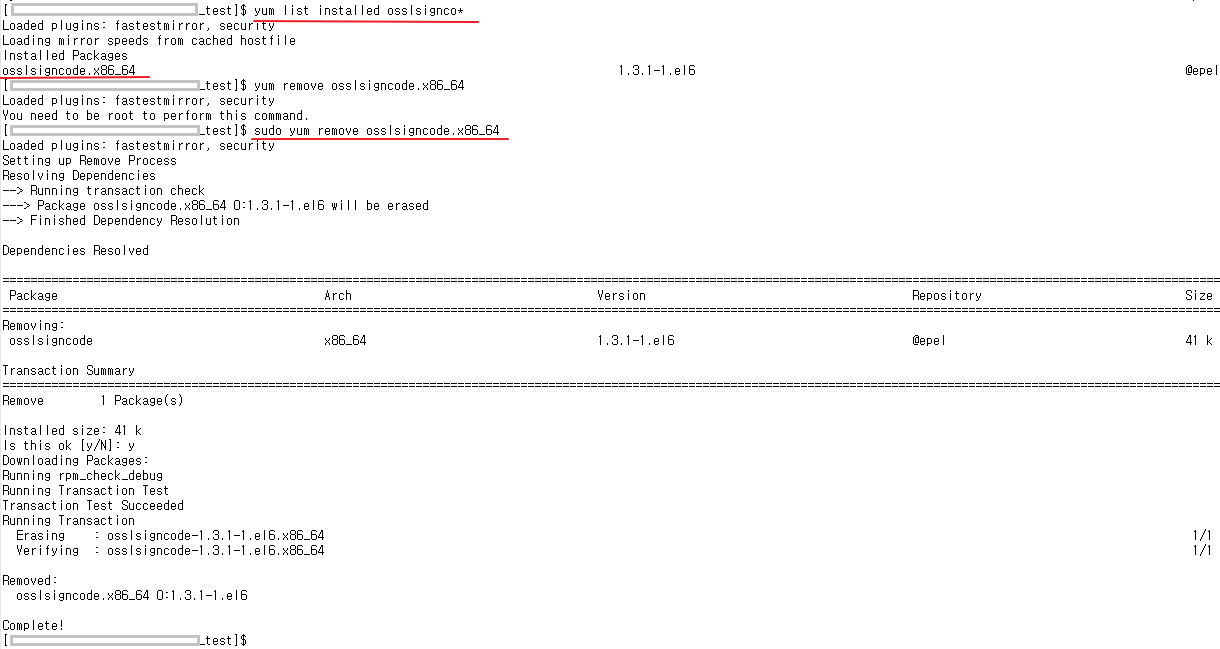 [ _test]$ yum list installed osslsignco*
Loaded plugins: fastestmirror, security
Loading mirror speeds from cached hostfile
Installed Packages
osslsigncode.x86_64 1.3.1-1.el6 @epel
[ _test]$ yum remove osslsigncode.x86_64
Loaded plugins: fastestmirror, security
You need to be root to perform this command.
[ _test]$ sudo yum remove osslsigncode.x86_64
Loaded plugins: fastestmirror, security
Setting up Remove Process
Resolving Dependencies
--> Running transaction check
---> Package osslsigncode.x86_64 0:1.3.1-1.el6 will be erased
--> Finished Dependency Resolution
Dependencies Resolved
Package Arch Version Repository Size
Removing:
osslsigncode x86_64 1.3.1-1.el6 @epel 41 k
Transaction Summary
Remove 1 Package(s)
Installed size: 41 k
Is this ok [y/N]: y
Downloading Packages:
Running rpm_check_debug
Running Transaction Test
Transaction Test Succeeded
Running Transaction
Erasing : osslsigncode-1.3.1-1.el6.x86_64 1/1
Verifying : osslsigncode-1.3.1-1.el6.x86_64 1/1
Removed:
osslsigncode.x86_64 0:1.3.1-1.el6
Complete!
[ _test]$